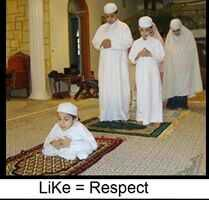 LiKe = Respect